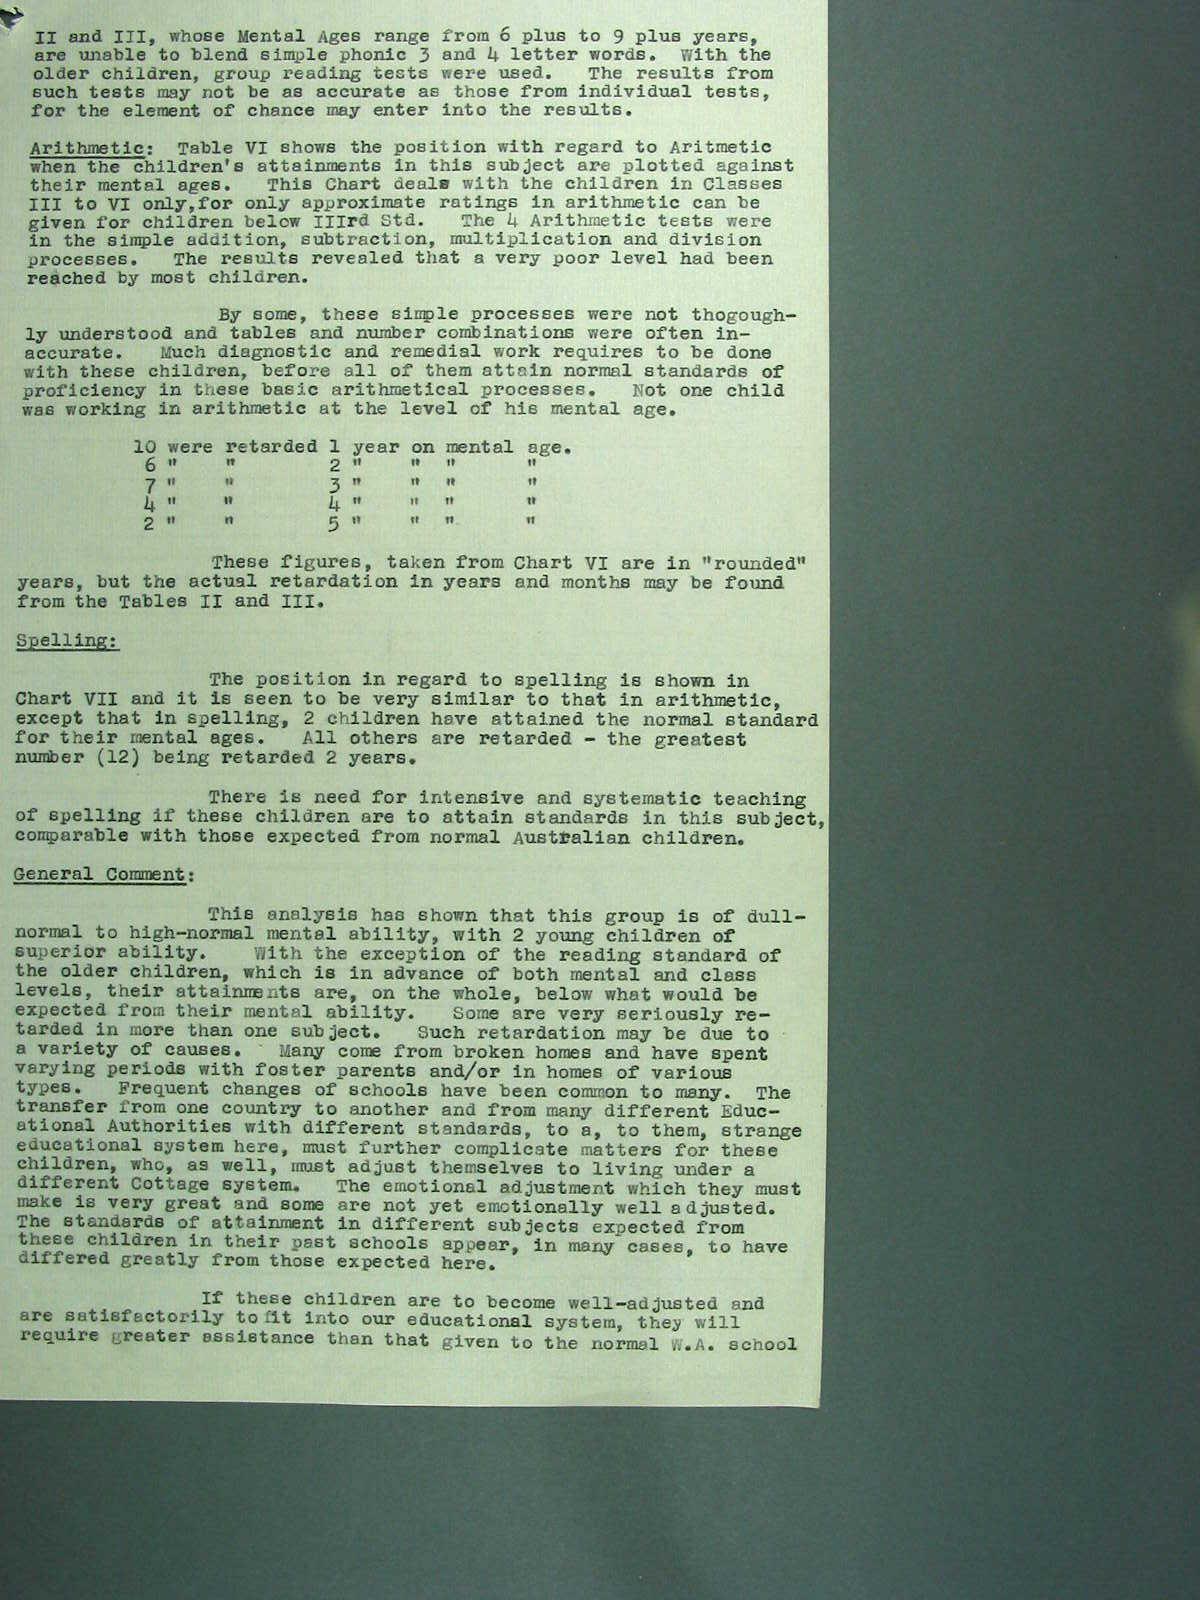 II and III, whose Mental Ages range from 6 plus to 9 plus years,
are unable to blend simple phonic 3 and 4 letter words. With the
older children, group reading tests were used. The results from
such tests may not be as accurate as those from individual tests,
for the element of chance may enter into the results.
Arithmetic: Table VI shows the position with regard to Aritmetic
when the children's attainments in this subject are plotted against
their mental ages. This Chart deals with the children in Classes
III to VI only,for only approximate ratings in arithmetic can be
given for children below IIIrd Std. The 4 Arithmetic tests were
in the simple addition, subtraction, multiplication and division
processes. The results revealed that a very poor level had been
reached by most children.
By some, these simple processes were not thogough-
ly understood and tables and number combinations were often in-
accurate. Much diagnostic and remedial work requires to be done
with these children, before all of them attain normal standards of
proficiency in these basic arithmetical processes. Not one child
was working in arithmetic at the level of his mental age.
10 were retarded 1 year on mental age.
6 " " 2 " " " "
7 " " 3 " " " "
4 " " 4 " " " "
2 " " 5 " " " "
These figures, taken from Chart VI are in "rounded"
years, but the actual retardation in years and months may be found
from the Tables II and III.
Spelling:
The position in regard to spelling is shown in
Chart VII and it is seen to be very similar to that in arithmetic,
except that in spelling, 2 children have attained the normal standard
for their mental ages. All others are retarded - the greatest
number (12) being retarded 2 years.
There is need for intensive and systematic teaching
of spelling if these children are to attain standards in this subject,
comparable with those expected from normal Australian children.
General Comment:
This analysis has shown that this group is of dull-
normal to high-normal mental ability, with 2 young children of
superior ability. With the exception of the reading standard of
the older children, which is in advance of both mental and class
levels, their attainments are, on the whole, below what would be
expected from their mental ability. Some are very seriously re-
tarded in more than one subject. Such retardation may be due to
a variety of causes. Many come from broken homes and have spent
varying periods with foster parents and/or in homes of various
types. Frequent changes of schools have been common to many. The
transfer from one country to another and from many different Educ-
ational Authorities with different standards, to a, to them, strange
educational system here, must further complicate matters for these
children, who, as well, must adjust themselves to living under a
different Cottage system. The emotional adjustment which they must
make is very great and some are not yet emotionally well adjusted.
The standards of attainment in different subjects expected from
these children in their past schools appear, in many cases, to have
differed greatly from those expected here.
If these children are to become well-adjusted and
are satisfactorily to fit into our educational system, they will
require greater assistance than that given to the normal W.A. school